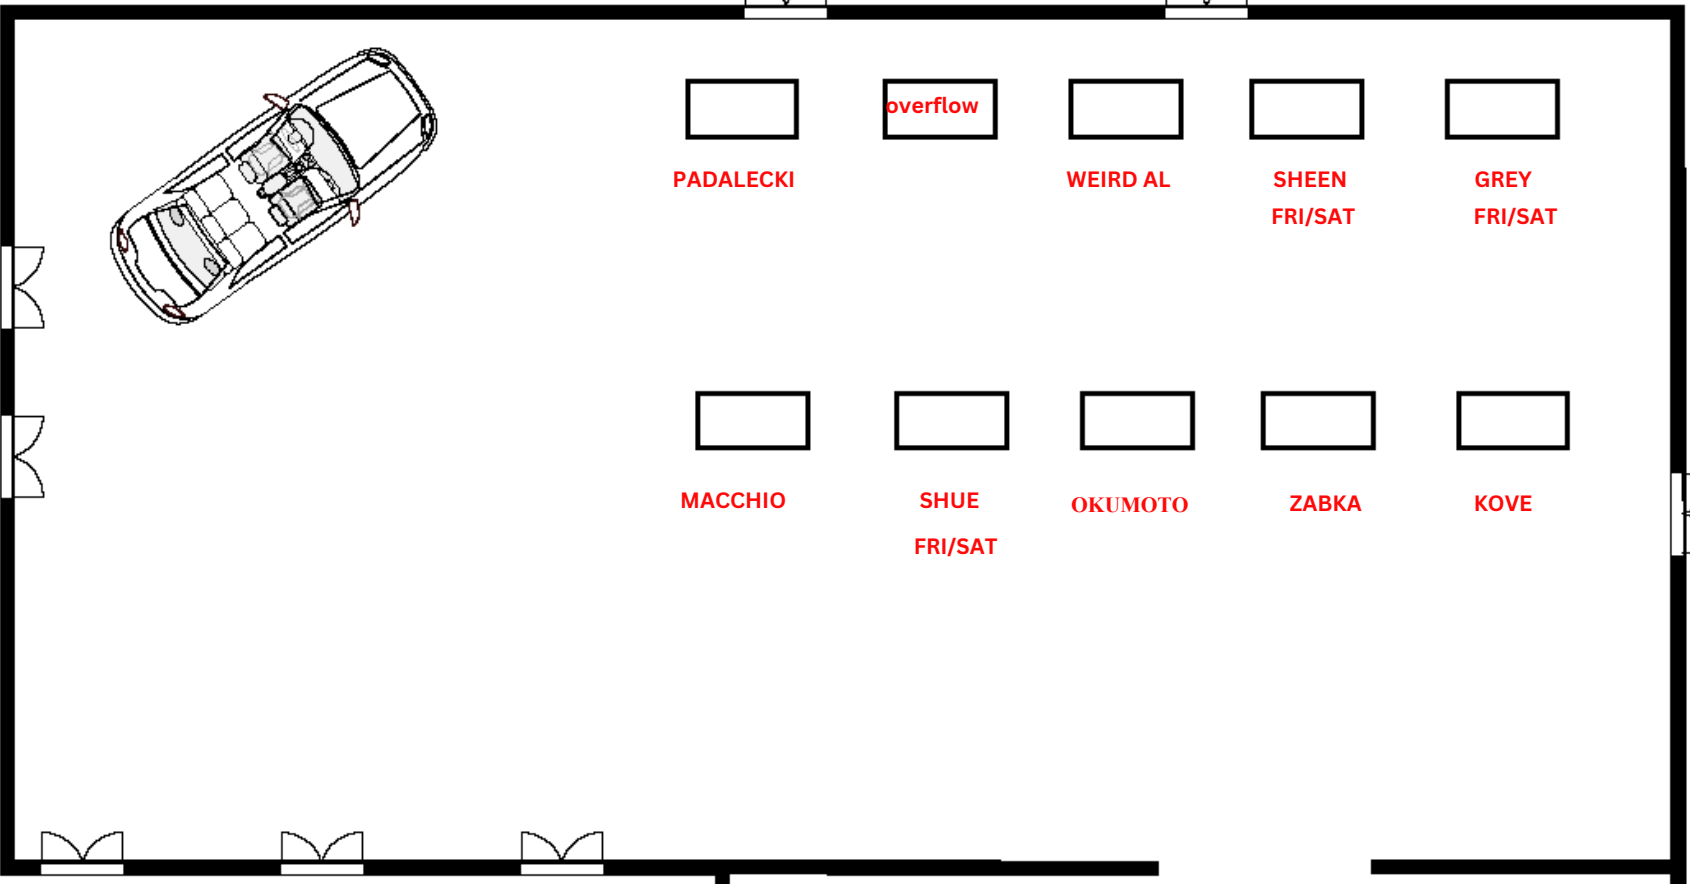 overflow
PADALECKI
WEIRD AL
SHEEN
FRI/SAT
GREY
FRI/SAT
MACCHIO
SHUE
FRI/SAT
OKUMOTO
ZABKA
KOVE